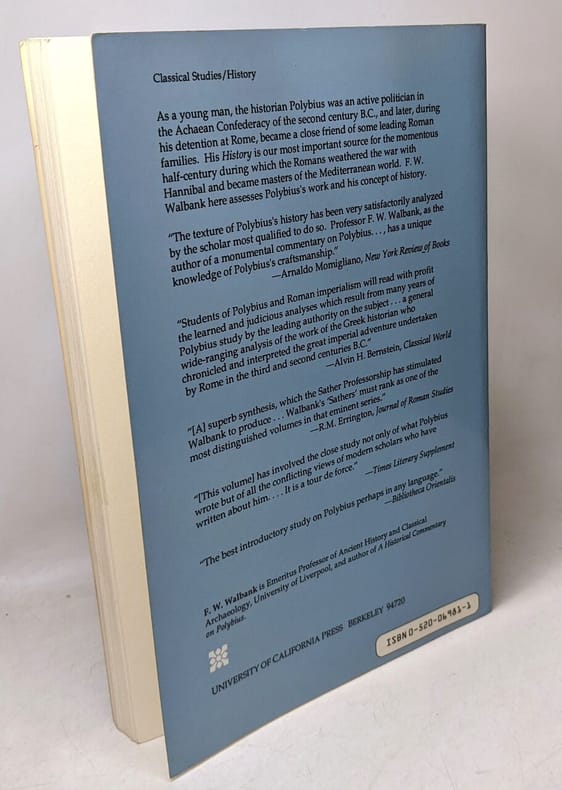 Classical Studies/History
As a young man, the historian Polybius was an active politician in
the Achaean Confederacy of the second century B.C., and later, during
his detention at Rome, became a close friend of some leading Roman
families. His History is our most important source for the momentous
half-century during which the Romans weathered the war with
Hannibal and became masters of the Mediterranean world. F. W.
Walbank here assesses Polybius's work and his concept of history.
"The texture of Polybius's history has been very satisfactorily analyzed
by the scholar most qualified to do so. Professor F. W. Walbank, as the
author of a monumental commentary on Polybius . . . , has a unique
knowledge of Polybius's craftsmanship."
—Arnaldo Momigliano, New York Review of Books
"Students of Polybius and Roman imperialism will read with profit
the learned and judicious analyses which result from many years of
Polybius study by the leading authority on the subject . . . a general
wide-ranging analysis of the work of the Greek historian who
chronicled and interpreted the great imperial adventure undertaken
by Rome in the third and second centuries B.C."
—Alvin H. Bernstein, Classical World
"[A] superb synthesis, which the Sather Professorship has stimulated
Walbank to produce . . . Walbank's 'Sathers' must rank as one of the
most distinguished volumes in that eminent series."
—R.M. Errington, Journal of Roman Studies
"[This volume] has involved the close study not only of what Polybius
wrote but of all the conflicting views of modern scholars who have
written about him. . . . It is a tour de force."
—Times Literary Supplement
"The best introductory study on Polybius perhaps in any language."
—Bibliotheca Orientalis
F. W. Walbank is Emeritus Professor of Ancient History and Classical
Archaeology, University of Liverpool, and author of A Historical Commentary
on Polybius.
UNIVERSITY OF CALIFORNIA PRESS BERKELEY 94720
ISBN 0-520-06981-1